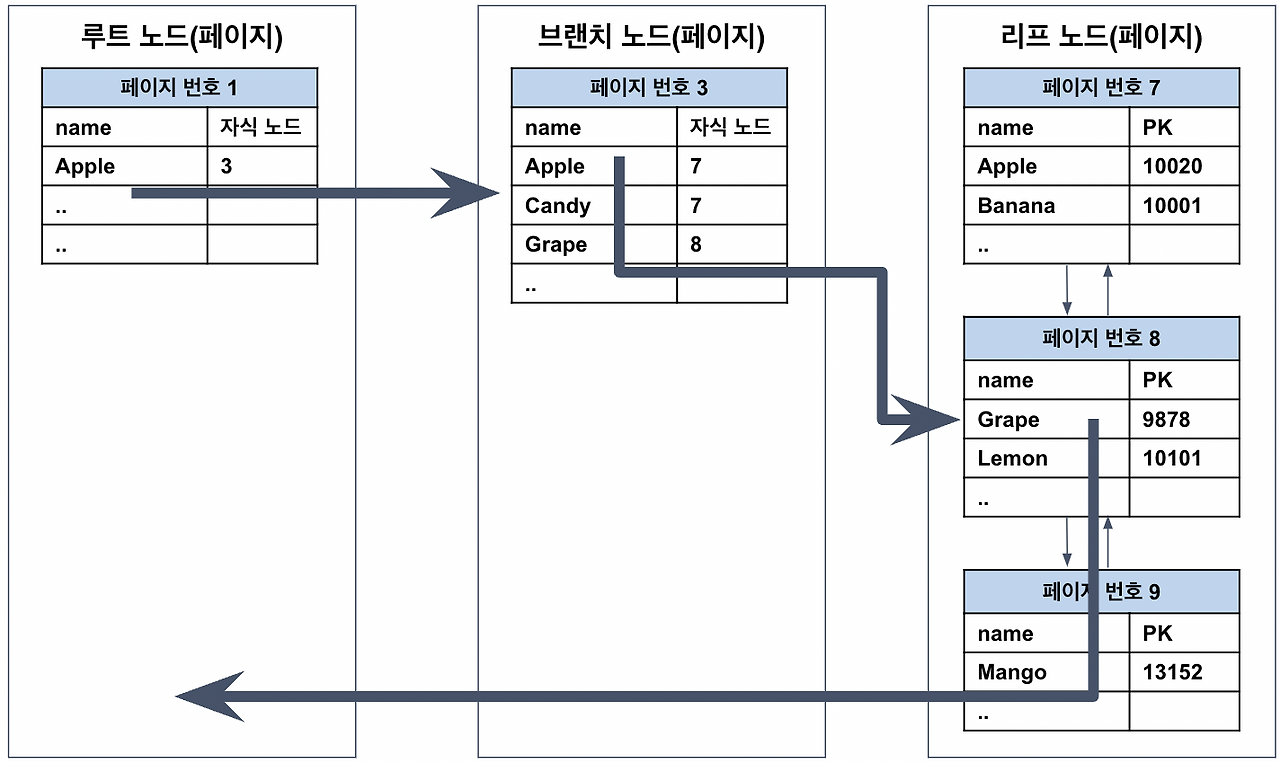 루트 노드(페이지)
페이지 번호 1
name 자식 노드
Apple 3
..
..
브랜치 노드(페이지)
페이지 번호 3
name 자식 노드
Apple 7
Candy 7
Grape 8
..
리프 노드(페이지)
페이지 번호 7
name PK
Apple 10020
Banana 10001
..
페이지 번호 8
name PK
Grape 9878
Lemon 10101
..
페이지 번호 9
name PK
Mango 13152
..